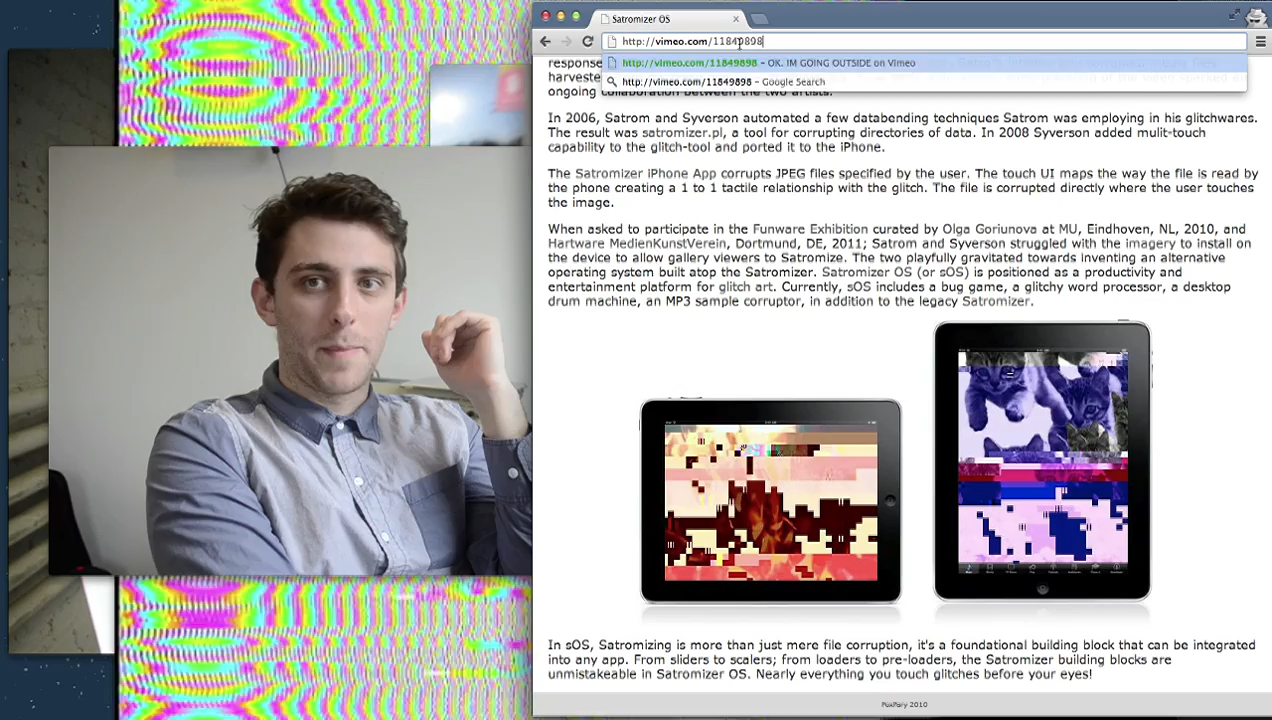 Satromizer OS
http://vimeo.com/11849898
http://vimeo.com/11849898 - OK. IM GOING OUTSIDE on Vimeo
http://vimeo.com/11849898 - Google Search
response
harveste
ongoing collaboration between the two artists.
In 2006, Satrom and Syverson automated a few databending techniques Satrom was employing in his glitchwares.
The result was satromizer.pl, a tool for corrupting directories of data. In 2008 Syverson added mulit-touch
capability to the glitch-tool and ported it to the iPhone.
The Satromizer iPhone App corrupts JPEG files specified by the user. The touch UI maps the way the file is read by
the phone creating a 1 to 1 tactile relationship with the glitch. The file is corrupted directly where the user touches
the image.
When asked to participate in the Funware Exhibition curated by Olga Goriunova at MU, Eindhoven, NL, 2010, and
Hartware MedienKunstVerein, Dortmund, DE, 2011; Satrom and Syverson struggled with the imagery to install on
the device to allow gallery viewers to Satromize. The two playfully gravitated towards inventing an alternative
operating system built atop the Satromizer. Satromizer OS (or sOS) is positioned as a productivity and
entertainment platform for glitch art. Currently, sOS includes a bug game, a glitchy word processor, a desktop
drum machine, an MP3 sample corruptor, in addition to the legacy Satromizer.
In sOS, Satromizing is more than just mere file corruption, it's a foundational building block that can be integrated
into any app. From sliders to scalers; from loaders to pre-loaders, the Satromizer building blocks are
unmistakeable in Satromizer OS. Nearly everything you touch glitches before your eyes!
PoxPary 2010